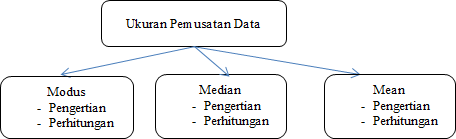 Ukuran Pemusatan Data
Modus
- Pengertian
- Perhitungan
Median
- Pengertian
- Perhitungan
Mean
- Pengertian
- Perhitungan